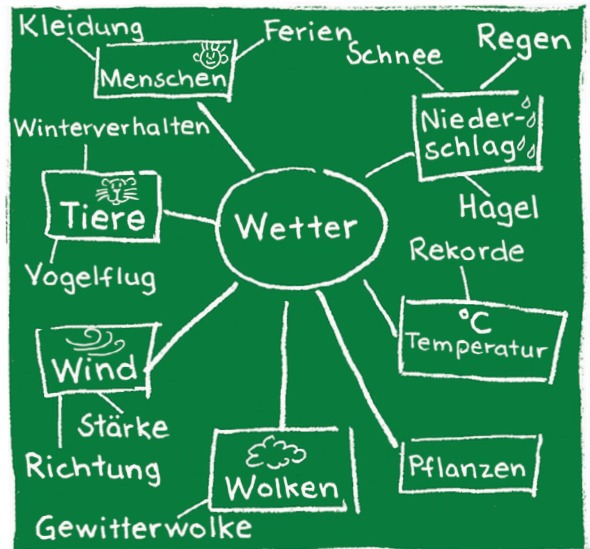 Kleidung
Ferien
Menschen
Schnee
Regen
Nieder-
schlag
Hagel
Winterverhalten
Tiere
Vogelflug
Wetter
Rekorde
°C
Temperatur
Wind
Stärke
Richtung
Wolken
Gewitterwolke
Pflanzen